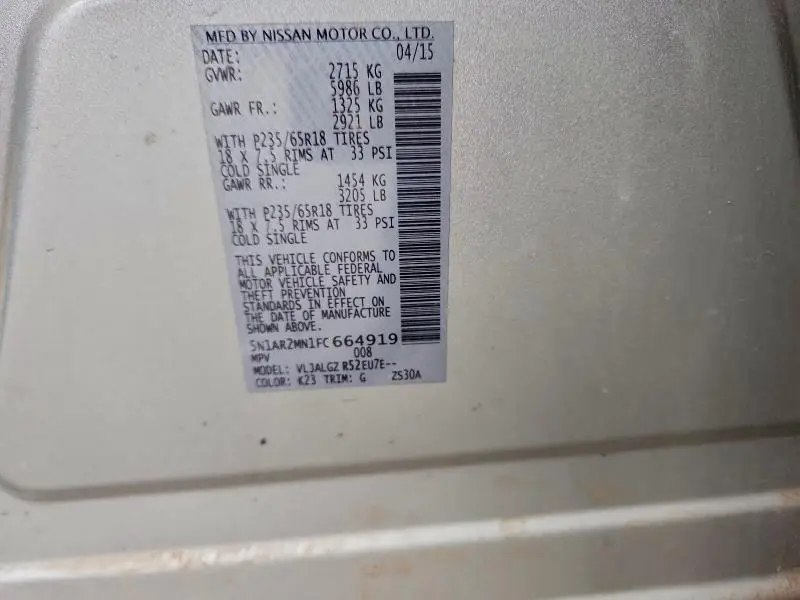 MFD BY NISSAN MOTOR CO., LTD.
DATE: 04/15
GVWR: 2715 KG
5986 LB
GAWR FR.: 1325 KG
2921 LB
WITH P235/65R18 TIRES
18 X 7.5 RIMS AT 33 PSI
COLD SINGLE
GAWR RR.: 1454 KG
3205 LB
WITH P235/65R18 TIRES
18 X 7.5 RIMS AT 33 PSI
COLD SINGLE
THIS VEHICLE CONFORMS TO
ALL APPLICABLE FEDERAL
MOTOR VEHICLE SAFETY AND
THEFT PREVENTION
STANDARDS IN EFFECT ON
THE DATE OF MANUFACTURE
SHOWN ABOVE.
5N1AR2MN1FC664919
MPV 008
MODEL: VL3ALGZ R52EU7E--
COLOR: K23 TRIM: G ZS30A